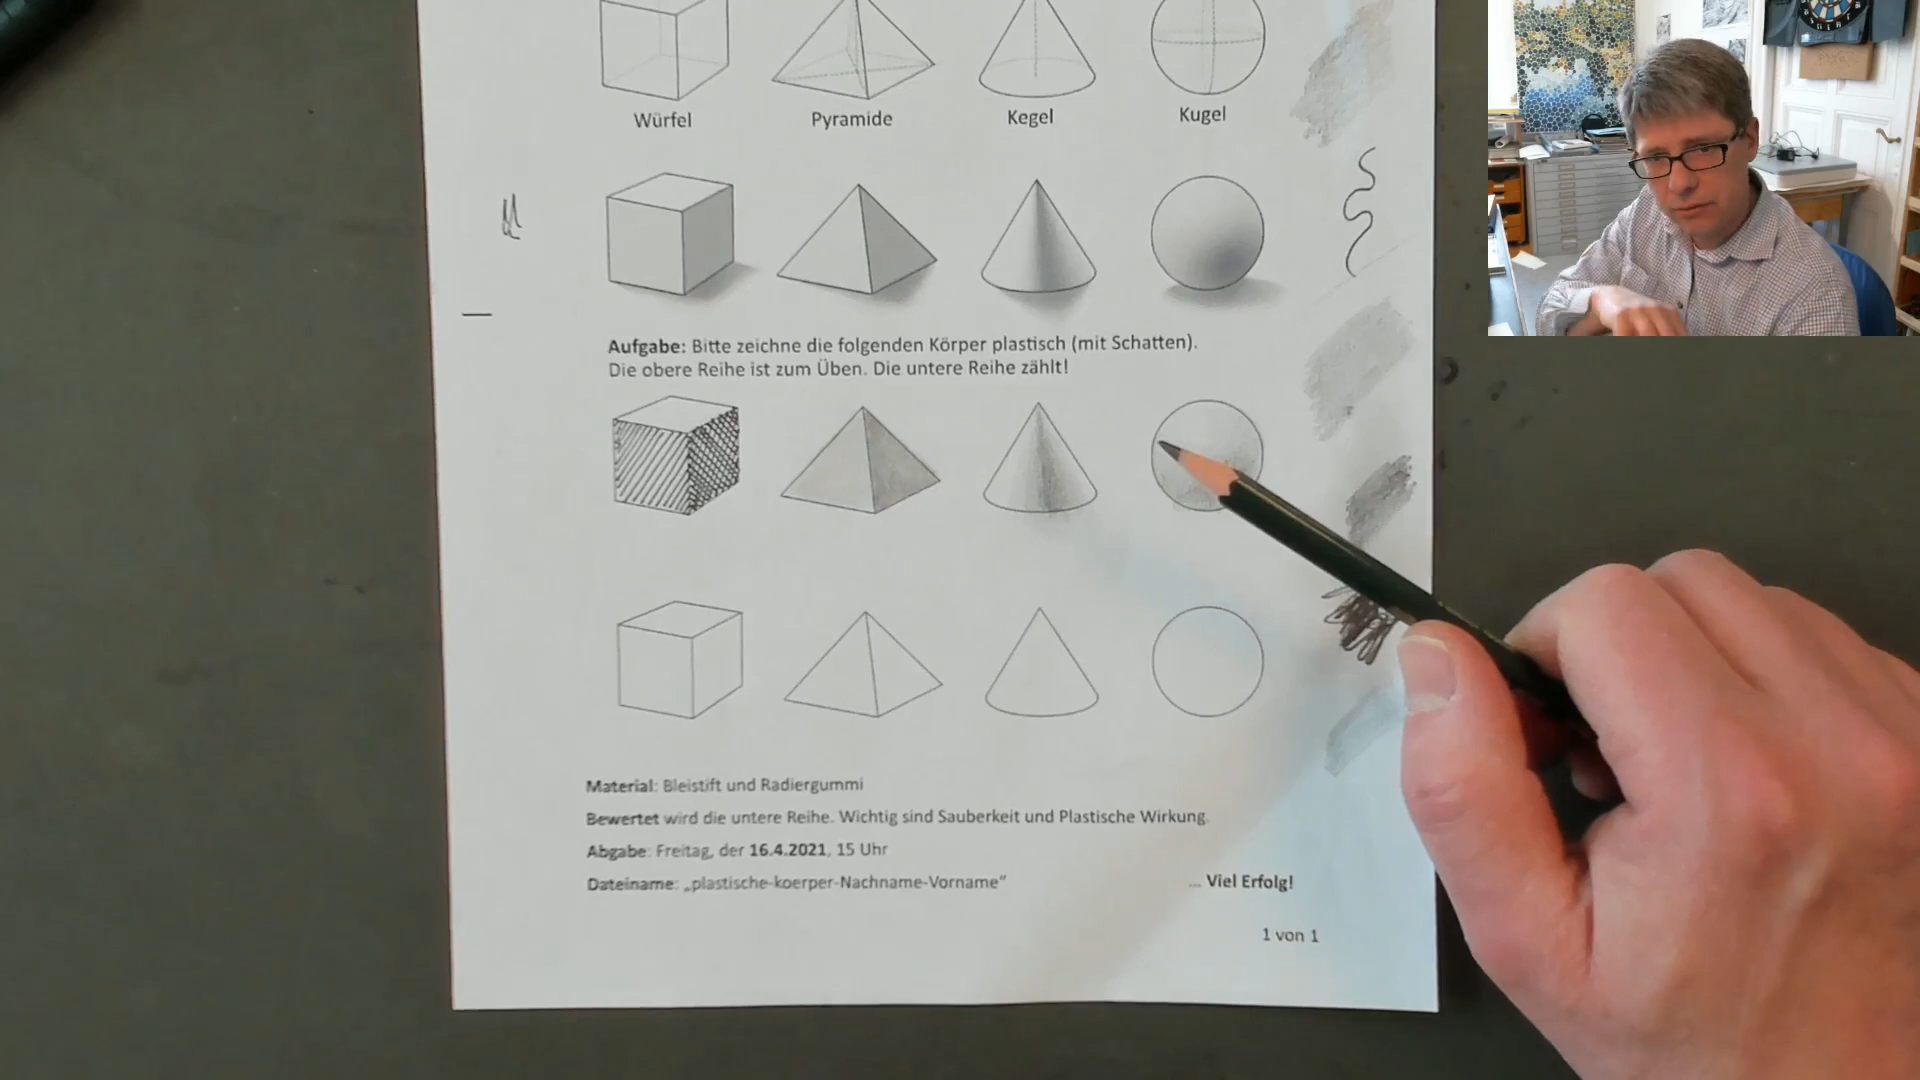 Würfel Pyramide Kegel Kugel
Aufgabe: Bitte zeichne die folgenden Körper plastisch (mit Schatten).
Die obere Reihe ist zum Üben. Die untere Reihe zählt!
Material: Bleistift und Radiergummi
Bewertet wird die untere Reihe. Wichtig sind Sauberkeit und Plastische Wirkung.
Abgabe: Freitag, der 16.4.2021, 15 Uhr
Dateiname: „plastische-koerper-Nachname-Vorname“
... Viel Erfolg!
1 von 1